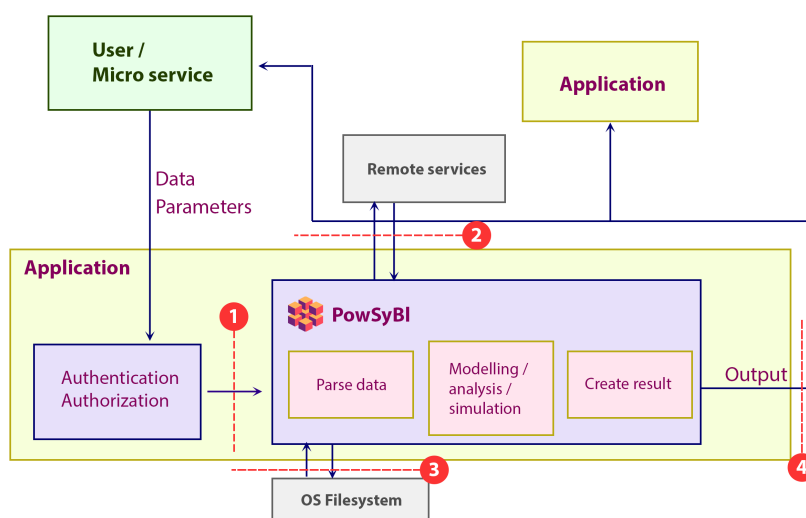 User /
Micro service
Application
Remote services
Data
Parameters
2
Application
1
PowSyBl
Authentication
Authorization
Parse data
Modelling /
analysis /
simulation
Create result
Output
3
4
OS Filesystem